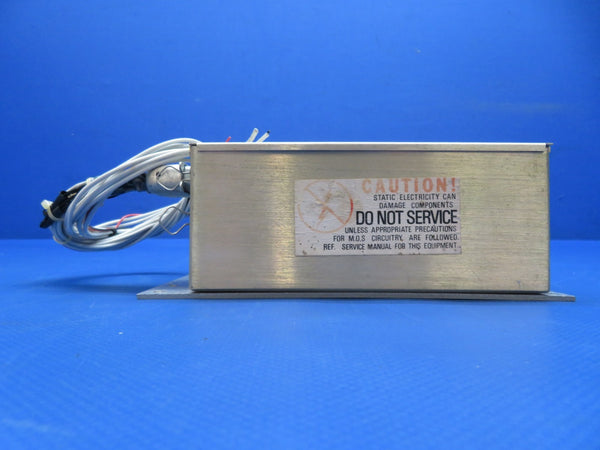 CAUTION!
STATIC ELECTRICITY CAN
DAMAGE COMPONENTS
DO NOT SERVICE
UNLESS APPROPRIATE PRECAUTIONS
FOR M.O.S CIRCUITRY, ARE FOLLOWED.
REF. SERVICE MANUAL FOR THIS EQUIPMENT